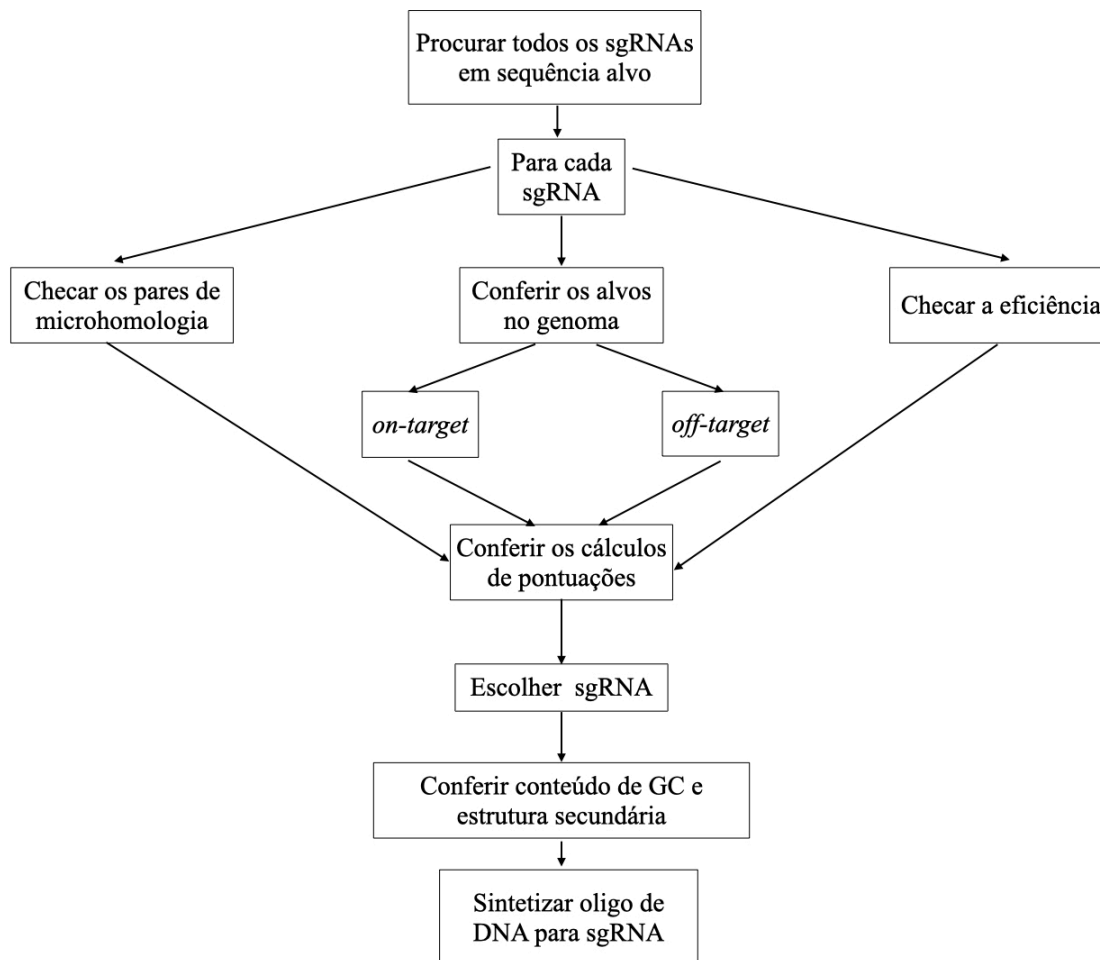 Procurar todos os sgRNAs
em sequência alvo
Para cada
sgRNA
Checar os pares de
microhomologia
Conferir os alvos
no genoma
Checar a eficiência
on-target
off-target
Conferir os cálculos
de pontuações
Escolher sgRNA
Conferir conteúdo de GC e
estrutura secundária
Sintetizar oligo de
DNA para sgRNA